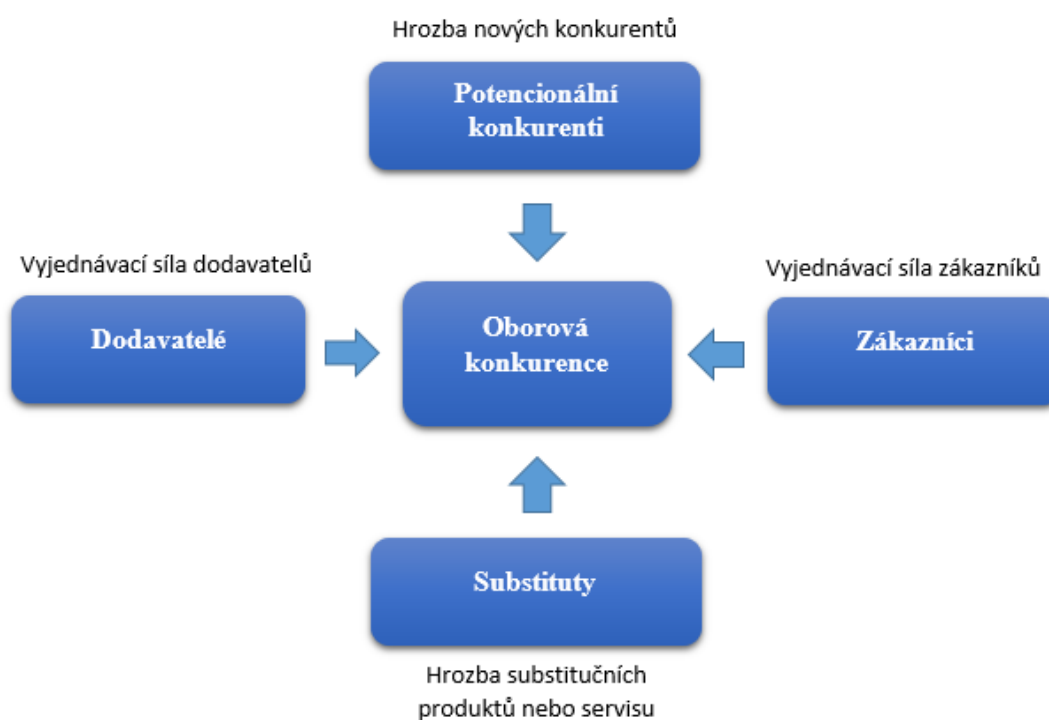 Hrozba nových konkurentů
Potencionální
konkurenti
Vyjednávací síla dodavatelů
Dodavatelé
Oborová
konkurence
Vyjednávací síla zákazníků
Zákazníci
Substituty
Hrozba substitučních
produktů nebo servisu